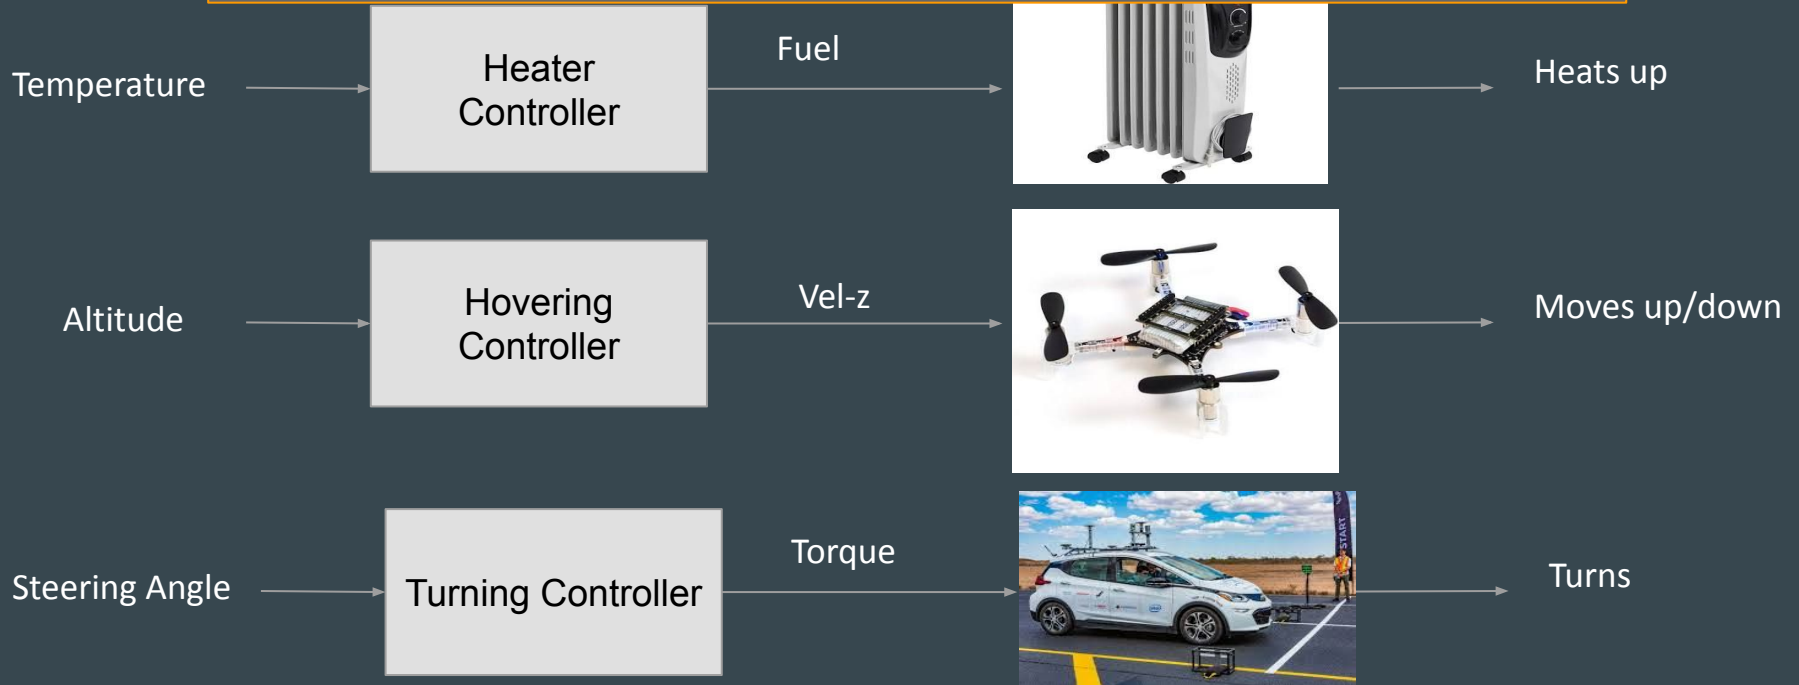 Temperature
Heater
Controller
Fuel
Heats up
Altitude
Hovering
Controller
Vel-z
Moves up/down
Steering Angle
Turning Controller
Torque
START
Turns